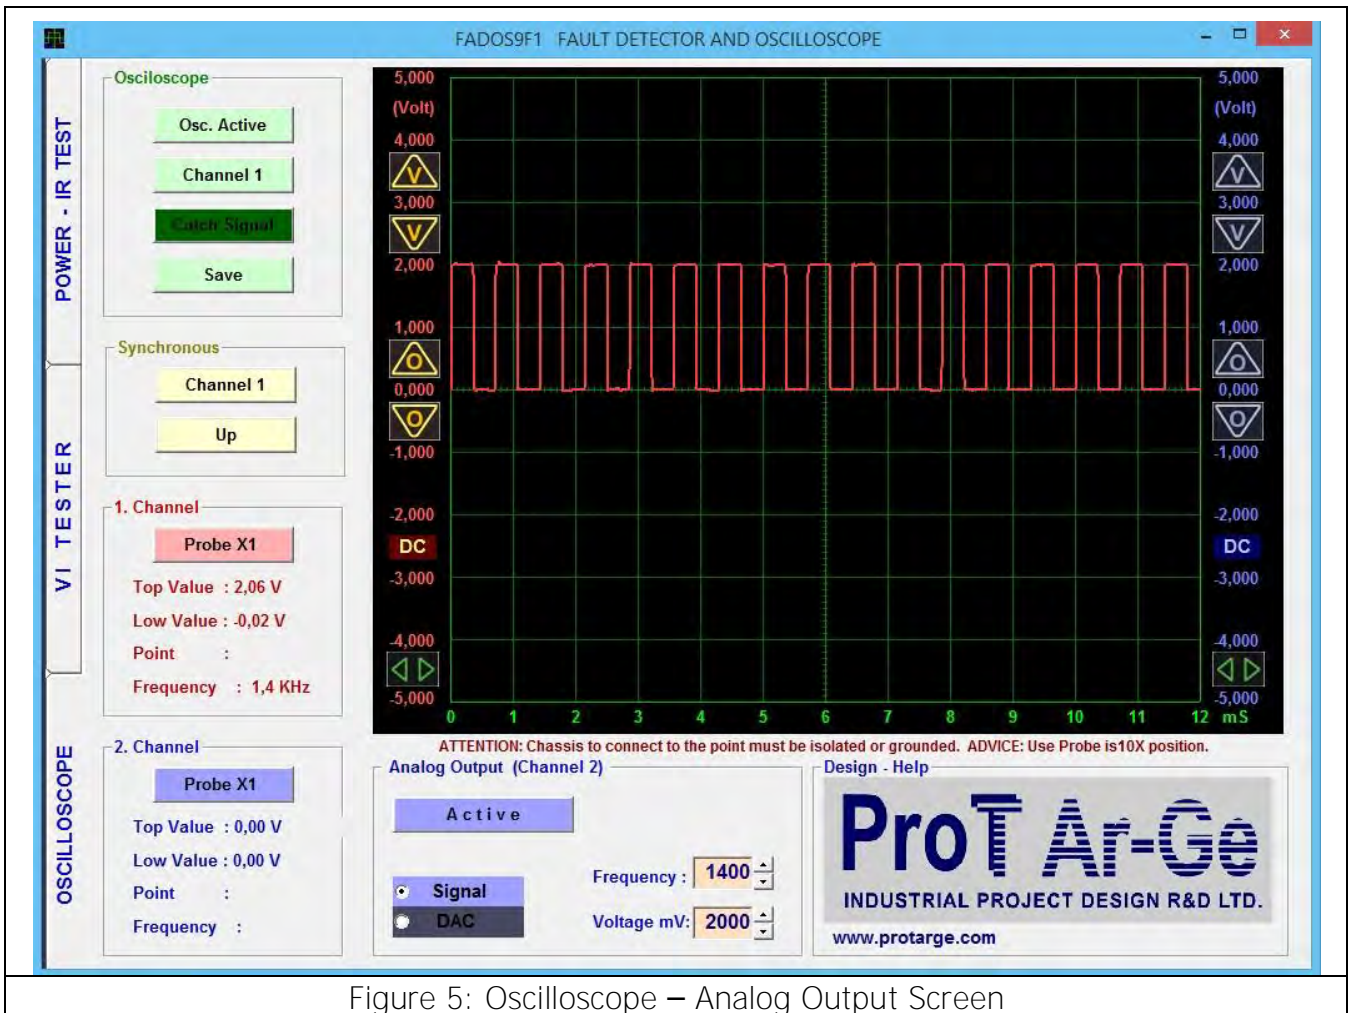 FADOS9F1 FAULT DETECTOR AND OSCILLOSCOPE
POWER - IR TEST
VI TESTER
OSCILLOSCOPE
Osciloscope
Osc. Active
Channel 1
Catch Signal
Save
Synchronous
Channel 1
Up
1. Channel
Probe X1
Top Value : 2,06 V
Low Value : -0,02 V
Point :
Frequency : 1,4 KHz
2. Channel
Probe X1
Top Value : 0,00 V
Low Value : 0,00 V
Point :
Frequency :
5,000
(Volt)
4,000
V
3,000
V
2,000
1,000
O
0,000
O
-1,000
-2,000
DC
-3,000
-4,000
-5,000
5,000
(Volt)
4,000
V
3,000
V
2,000
1,000
O
0,000
O
-1,000
-2,000
DC
-3,000
-4,000
-5,000
0 1 2 3 4 5 6 7 8 9 10 11 12 mS
ATTENTION: Chassis to connect to the point must be isolated or grounded. ADVICE: Use Probe is10X position.
Analog Output (Channel 2)
Active
Signal
DAC
Frequency : 1400
Voltage mV: 2000
Design - Help
ProT Ar-Ge
INDUSTRIAL PROJECT DESIGN R&D LTD.
www.protarge.com
Figure 5: Oscilloscope – Analog Output Screen